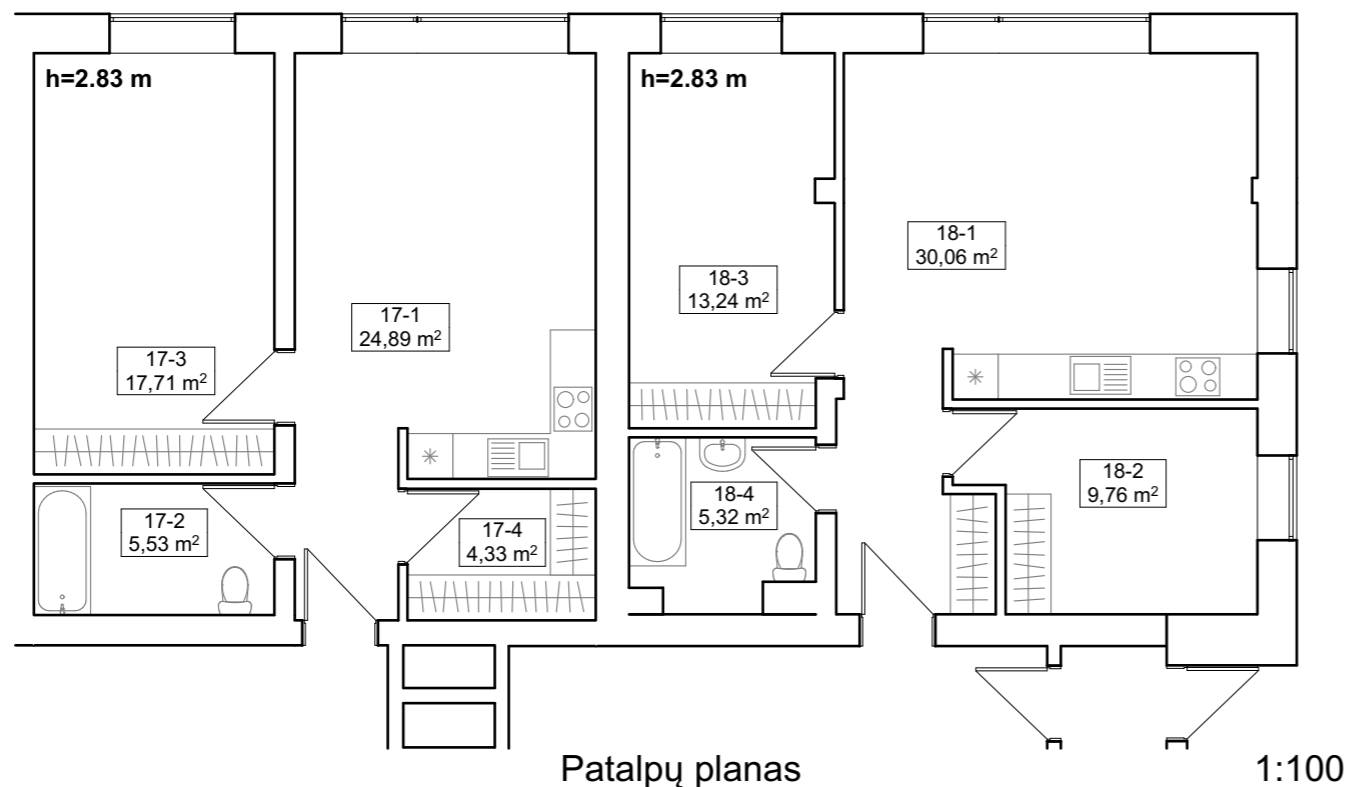 h=2.83 m
h=2.83 m
18-1
30,06 m²
18-3
13,24 m²
17-1
24,89 m²
17-3
17,71 m²
18-2
9,76 m²
18-4
5,32 m²
17-2
5,53 m²
17-4
4,33 m²
Patalpų planas
1:100